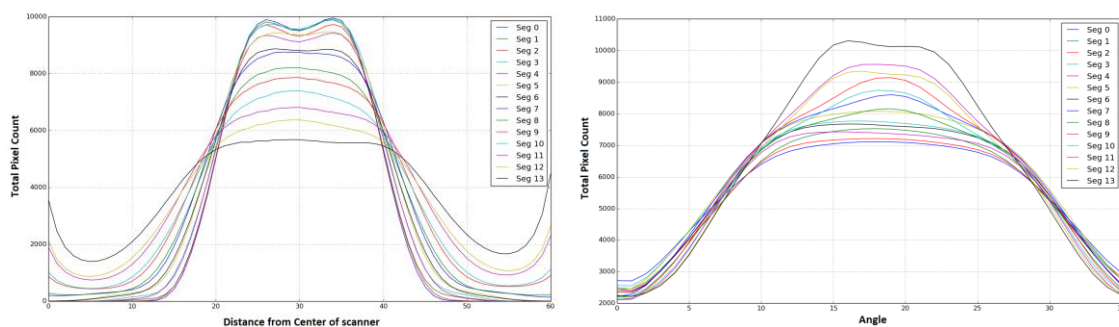 10000
8000
6000
4000
2000
0
0 10 20 30 40 50 60
Total Pixel Count
Distance from Center of scanner
Seg 0
Seg 1
Seg 2
Seg 3
Seg 4
Seg 5
Seg 6
Seg 7
Seg 8
Seg 9
Seg 10
Seg 11
Seg 12
Seg 13
11000
10000
9000
8000
7000
6000
5000
4000
3000
2000
0 5 10 15 20 25 30
Total Pixel Count
Angle
Seg 0
Seg 1
Seg 2
Seg 3
Seg 4
Seg 5
Seg 6
Seg 7
Seg 8
Seg 9
Seg 10
Seg 11
Seg 12
Seg 13